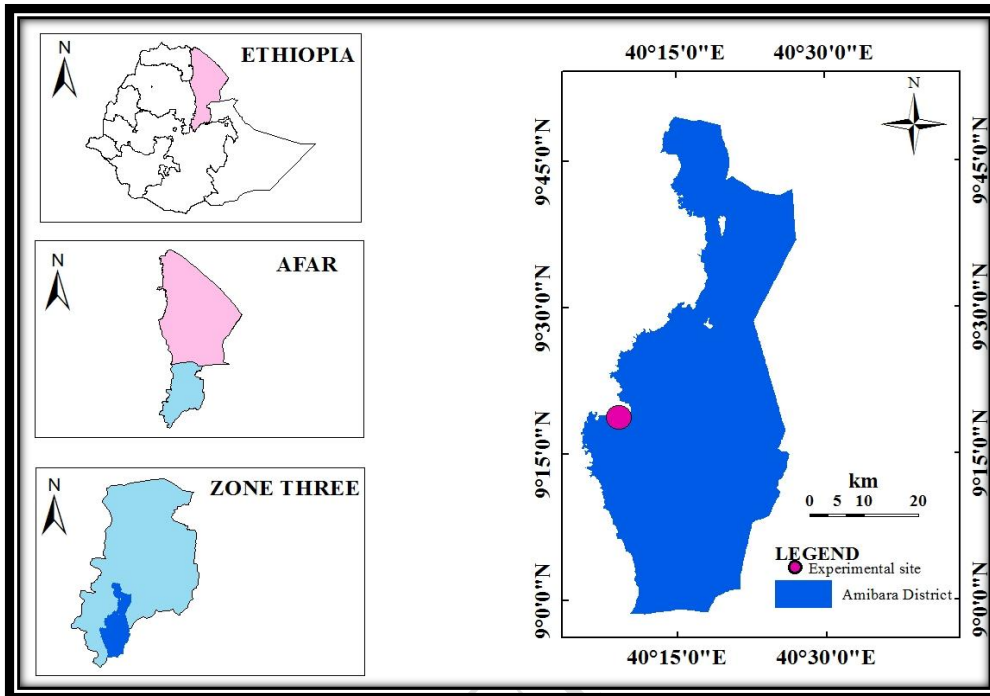 N
ETHIOPIA
N
AFAR
N
ZONE THREE
40°15'0"E 40°30'0"E
N
9°45'0"N
9°45'0"N
9°30'0"N
9°30'0"N
9°15'0"N
9°15'0"N
9°0'0"N
9°0'0"N
km
0 5 10 20
LEGEND
Experimental site
Amibara District
40°15'0"E 40°30'0"E